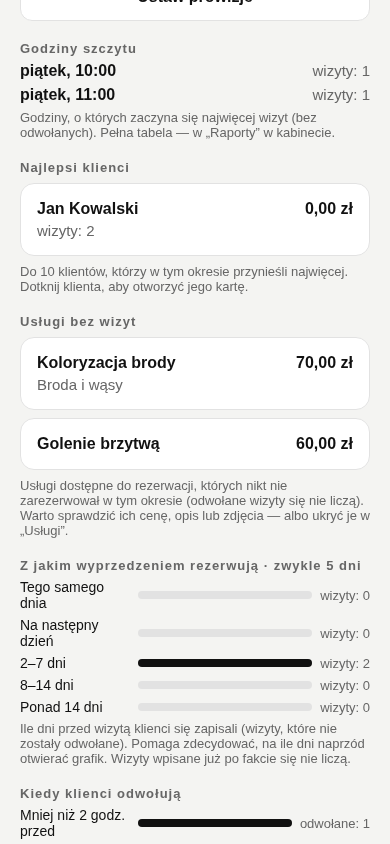 Godziny szczytu
piątek, 10:00 wizyty: 1
piątek, 11:00 wizyty: 1
Godziny, o których zaczyna się najwięcej wizyt (bez
odwołanych). Pełna tabela — w „Raporty” w kabinecie.
Najlepsi klienci
Jan Kowalski 0,00 zł
wizyty: 2
Do 10 klientów, którzy w tym okresie przynieśli najwięcej.
Dotknij klienta, aby otworzyć jego kartę.
Usługi bez wizyt
Koloryzacja brody 70,00 zł
Broda i wąsy
Golenie brzytwą 60,00 zł
Usługi dostępne do rezerwacji, których nikt nie
zarezerwował w tym okresie (odwołane wizyty się nie liczą).
Warto sprawdzić ich cenę, opis lub zdjęcia — albo ukryć je w
„Usługi”.
Z jakim wyprzedzeniem rezerwują · zwykle 5 dni
Tego samego
dnia wizyty: 0
Na następny
dzień wizyty: 0
2–7 dni wizyty: 2
8–14 dni wizyty: 0
Ponad 14 dni wizyty: 0
Ile dni przed wizytą klienci się zapisali (wizyty, które nie
zostały odwołane). Pomaga zdecydować, na ile dni naprzód
otwierać grafik. Wizyty wpisane już po fakcie się nie liczą.
Kiedy klienci odwołują
Mniej niż 2 godz.
przed odwołane: 1